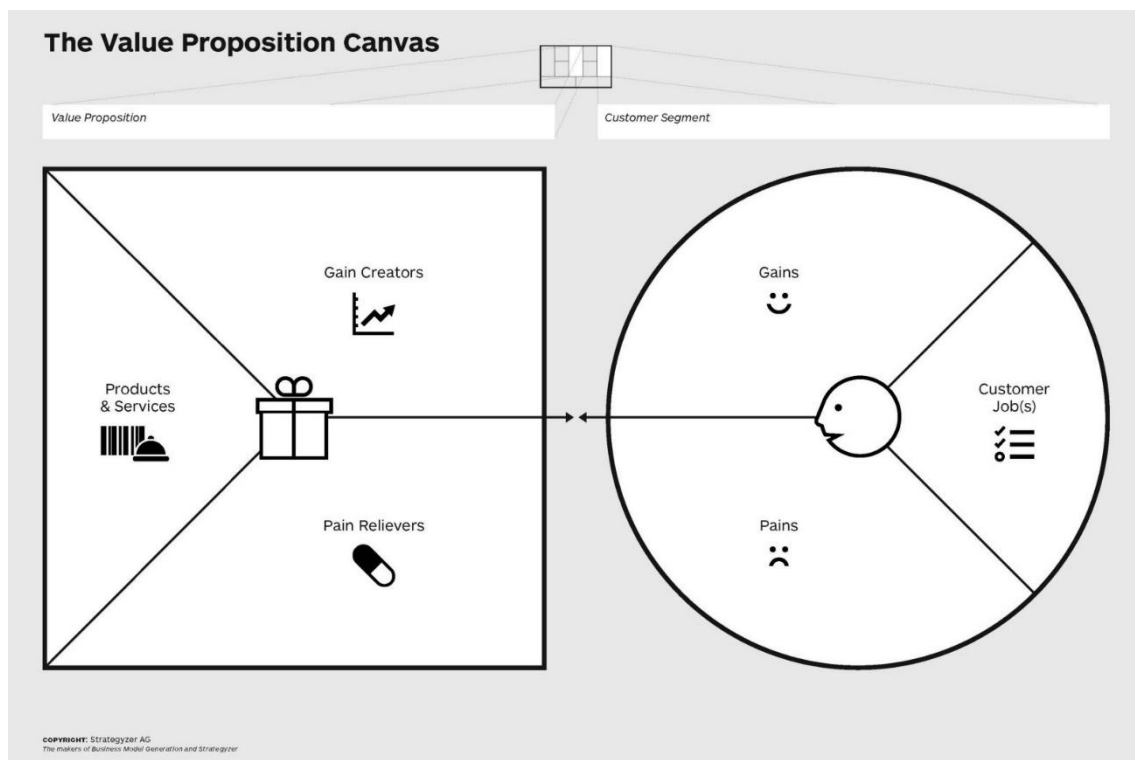 The Value Proposition Canvas
Value Proposition
Customer Segment
Gain Creators
Gains
Products
& Services
Customer
Job(s)
Pain Relievers
Pains
COPYRIGHT: Strategyzer AG
The makers of Business Model Generation and Strategyzer